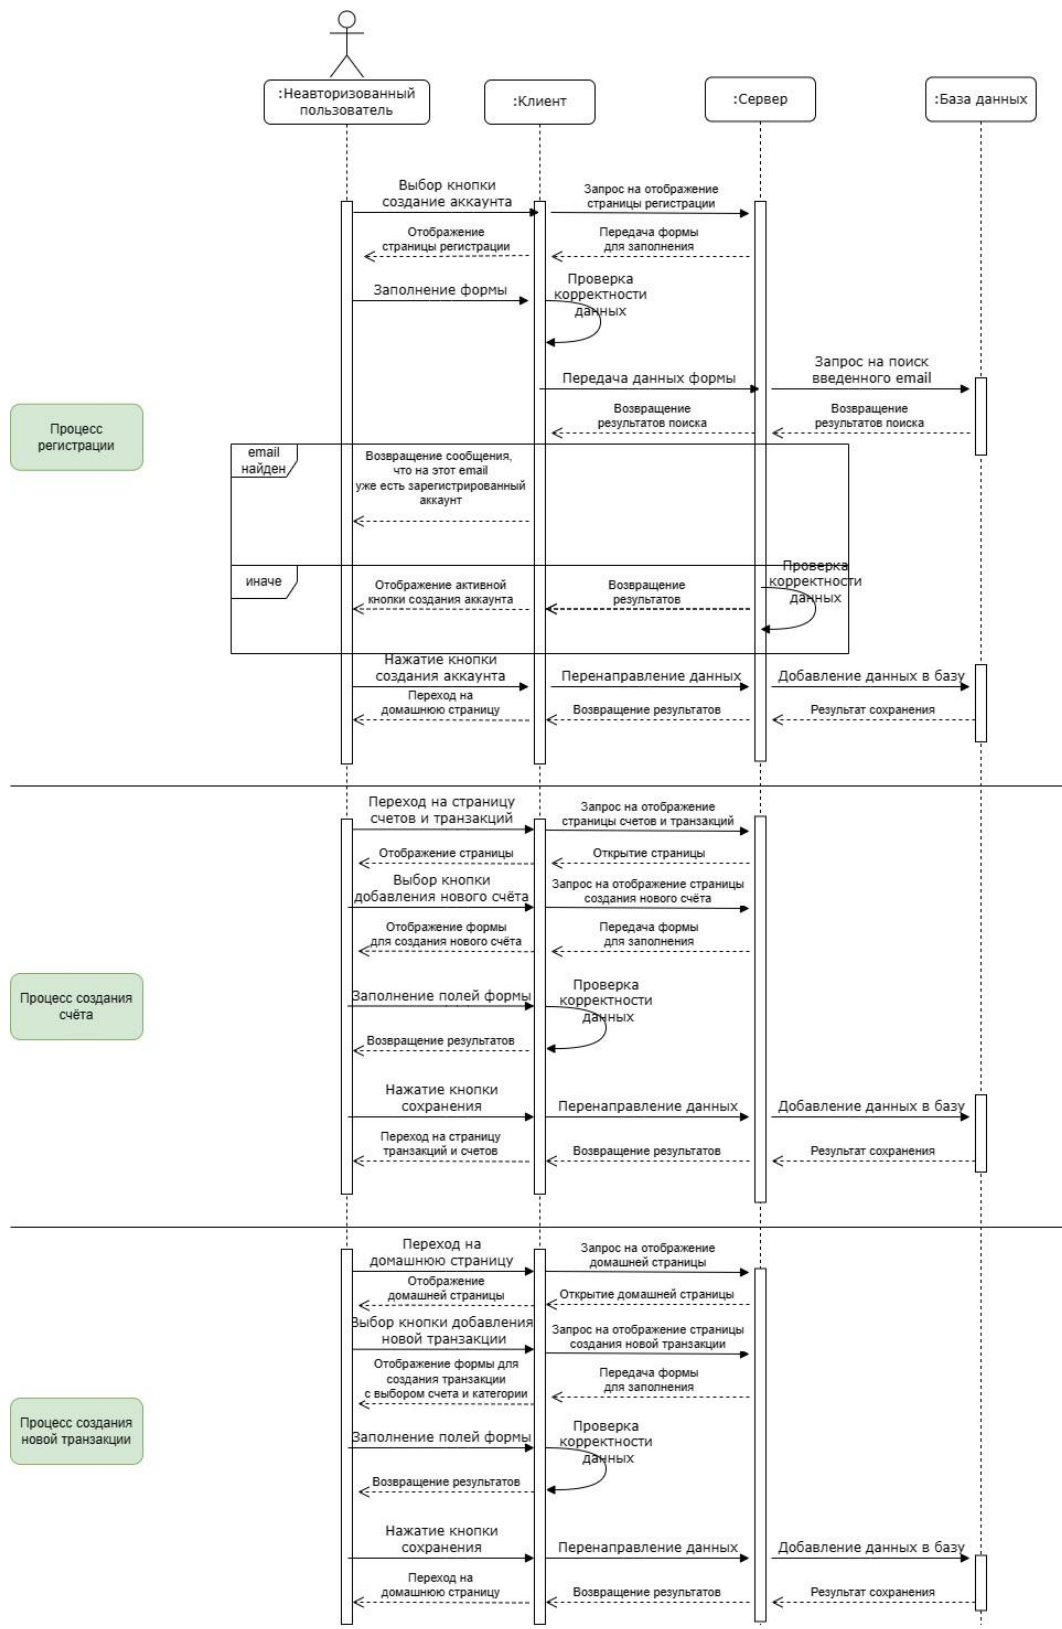 :Неавторизованный
пользователь
:Клиент
:Сервер
:База данных
Выбор кнопки
создание аккаунта
Запрос на отображение
страницы регистрации
Отображение
страницы регистрации
Передача формы
для заполнения
Заполнение формы
Проверка
корректности
данных
Передача данных формы
Запрос на поиск
введенного email
Процесс
регистрации
Возвращение
результатов поиска
Возвращение
результатов поиска
email
найден
Возвращение сообщения,
что на этот email
уже есть зарегистрированный
аккаунт
иначе
Отображение активной
кнопки создания аккаунта
Возвращение
результатов
Проверка
корректности
данных
Нажатие кнопки
создания аккаунта
Перенаправление данных
Добавление данных в базу
Переход на
домашнюю страницу
Возвращение результатов
Результат сохранения
Переход на страницу
счетов и транзакций
Запрос на отображение
страницы счетов и транзакций
Отображение страницы
Открытие страницы
Выбор кнопки
добавления нового счёта
Запрос на отображение страницы
создания нового счёта
Отображение формы
для создания нового счёта
Передача формы
для заполнения
Процесс создания
счёта
Заполнение полей формы
Проверка
корректности
данных
Возвращение результатов
Нажатие кнопки
сохранения
Перенаправление данных
Добавление данных в базу
Переход на страницу
транзакций и счетов
Возвращение результатов
Результат сохранения
Переход на
домашнюю страницу
Запрос на отображение
домашней страницы
Отображение
домашней страницы
Открытие домашней страницы
Выбор кнопки добавления
новой транзакции
Запрос на отображение страницы
создания новой транзакции
Отображение формы для
создания транзакции
с выбором счета и категории
Передача формы
для заполнения
Процесс создания
новой транзакции
Заполнение полей формы
Проверка
корректности
данных
Возвращение результатов
Нажатие кнопки
сохранения
Перенаправление данных
Добавление данных в базу
Переход на
домашнюю страницу
Возвращение результатов
Результат сохранения